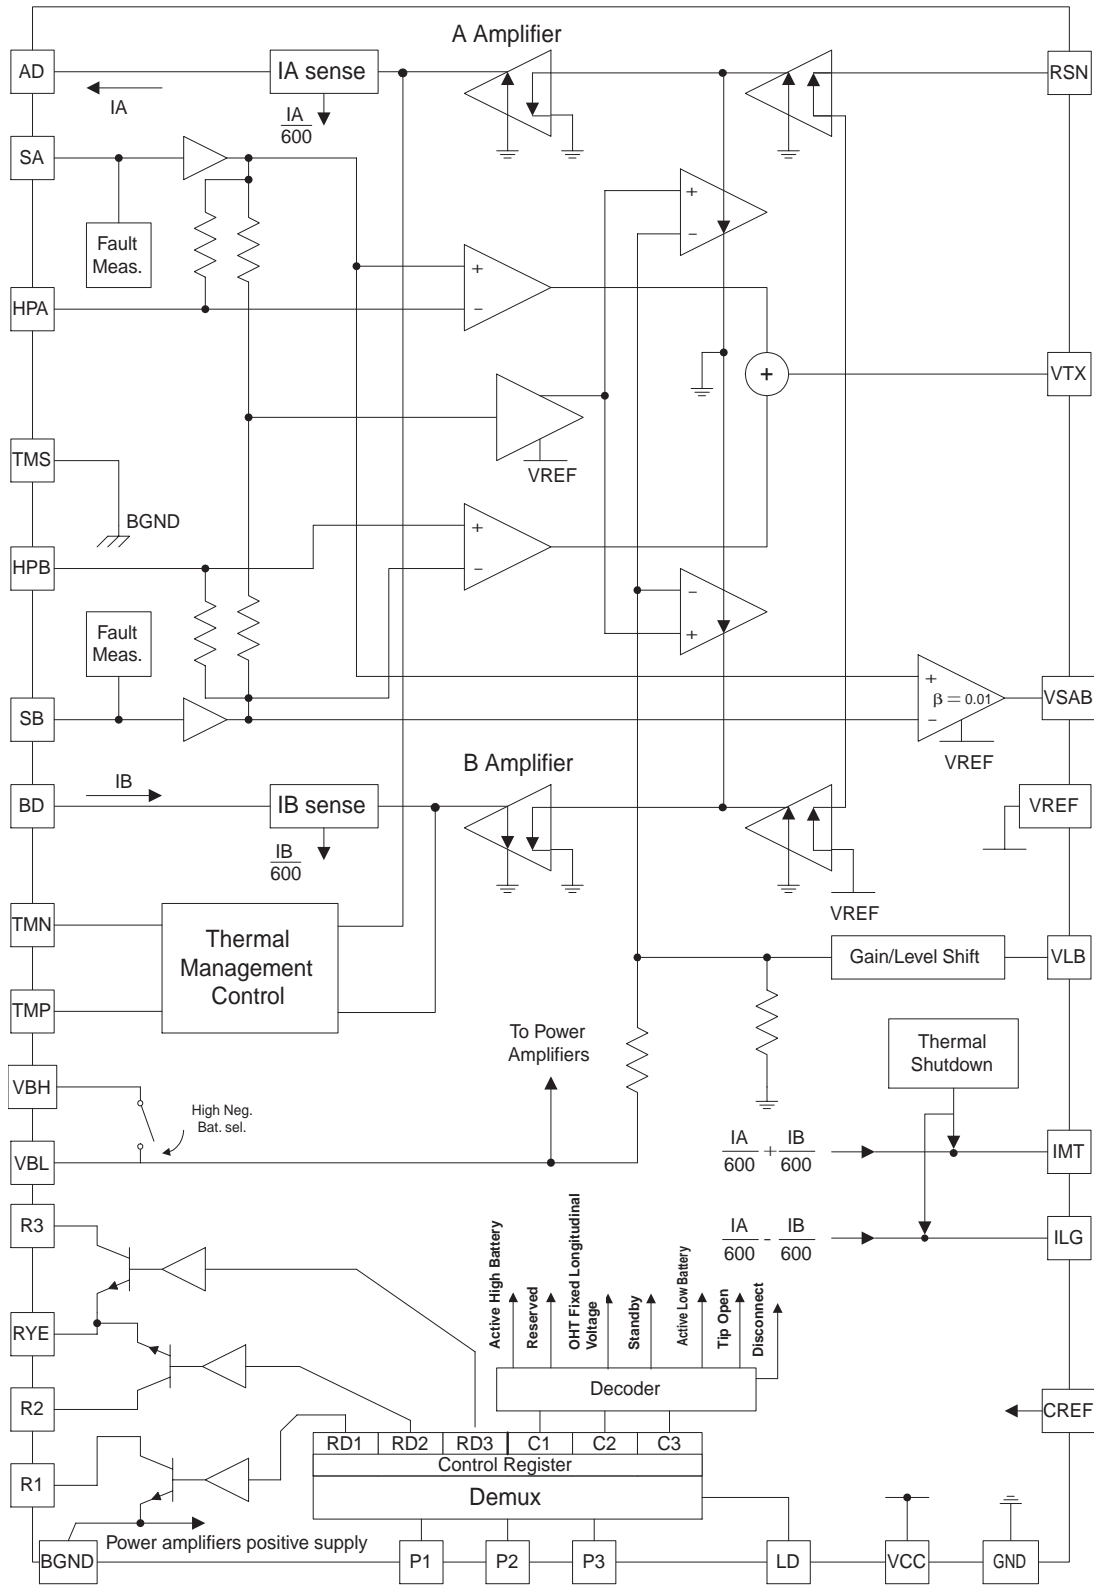 A Amplifier
AD
IA sense
RSN
IA
IA
600
SA
+
−
Fault
Meas.
+
−
HPA
+
VTX
TMS
VREF
BGND
+
−
HPB
−
+
Fault
Meas.
+
β = 0.01
−
SB
VSAB
VREF
B Amplifier
IB
BD
IB sense
VREF
IB
600
TMN
VREF
Thermal
Management
Control
Gain/Level Shift
VLB
TMP
To Power
Amplifiers
Thermal
Shutdown
VBH
High Neg.
Bat. sel.
VBL
IA
600
+
IB
600
IMT
R3
IA
600
-
IB
600
ILG
Active High Battery
Reserved
OHT Fixed Longitudinal
Voltage
Standby
Active Low Battery
Tip Open
Disconnect
RYE
Decoder
R2
CREF
RD1 RD2 RD3 C1 C2 C3
Control Register
R1
Demux
Power amplifiers positive supply
BGND P1 P2 P3 LD VCC GND